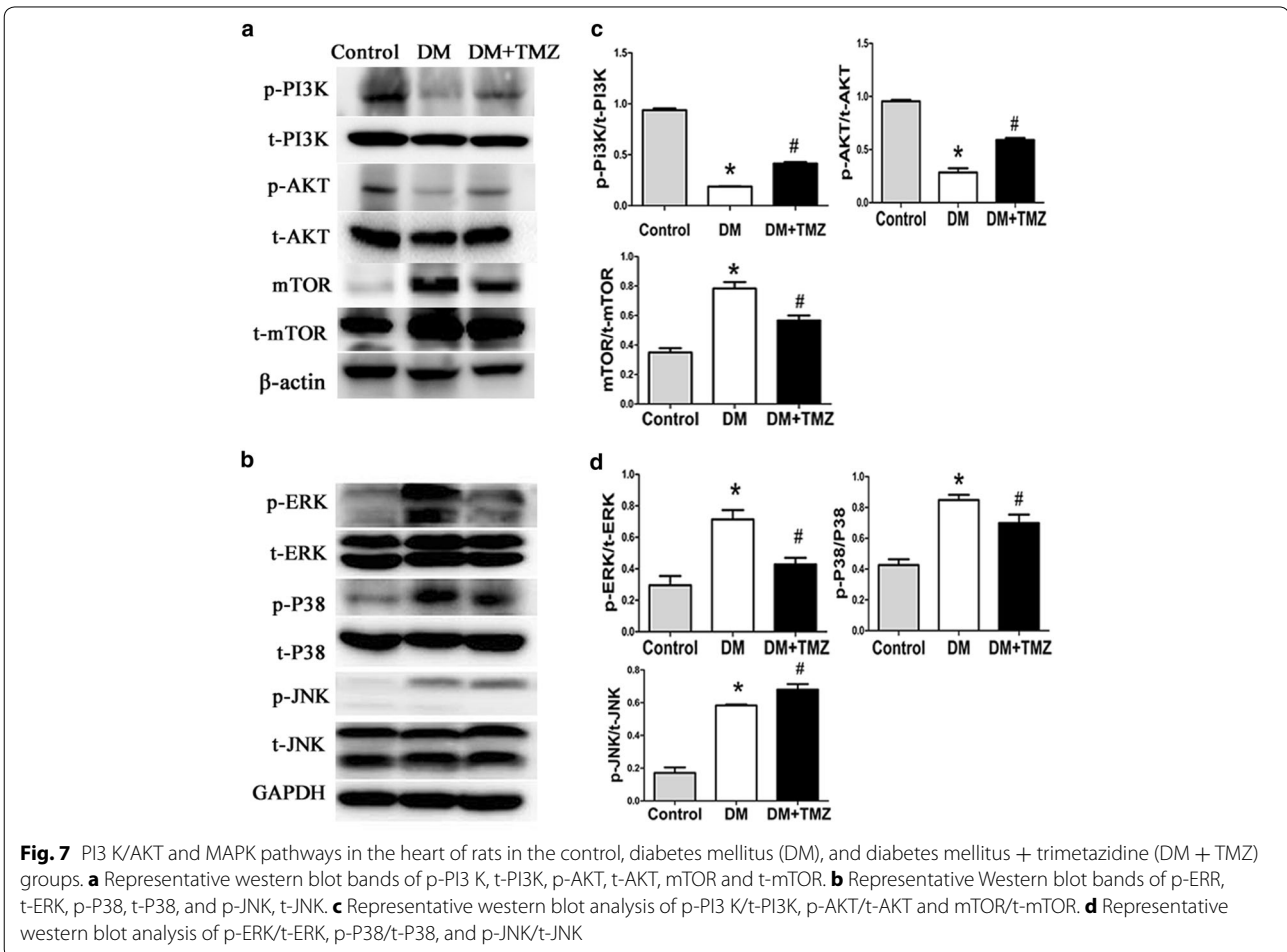 a
Control DM DM+TMZ
p-PI3K
t-PI3K
p-AKT
t-AKT
mTOR
t-mTOR
β-actin
c
p-Pi3K/t-PI3K
1.5
1.0
0.5
0.0
* #
Control DM DM+TMZ
p-AKT/t-AKT
1.5
1.0
0.5
0.0
* #
Control DM DM+TMZ
mTOR/t-mTOR
1.0
0.8
0.6
0.4
0.2
0.0
* #
Control DM DM+TMZ
b
p-ERK
t-ERK
p-P38
t-P38
p-JNK
t-JNK
GAPDH
d
p-ERK/t-ERK
1.0
0.8
0.6
0.4
0.2
0.0
* #
Control DM DM+TMZ
p-P38/P38
1.0
0.8
0.6
0.4
0.2
0.0
* #
Control DM DM+TMZ
p-JNK/t-JNK
0.8
0.6
0.4
0.2
0.0
* #
Control DM DM+TMZ
Fig. 7 PI3 K/AKT and MAPK pathways in the heart of rats in the control, diabetes mellitus (DM), and diabetes mellitus + trimetazidine (DM + TMZ)
groups. a Representative western blot bands of p-PI3 K, t-PI3K, p-AKT, t-AKT, mTOR and t-mTOR. b Representative Western blot bands of p-ERR,
t-ERK, p-P38, t-P38, and p-JNK, t-JNK. c Representative western blot analysis of p-PI3 K/t-PI3K, p-AKT/t-AKT and mTOR/t-mTOR. d Representative
western blot analysis of p-ERK/t-ERK, p-P38/t-P38, and p-JNK/t-JNK